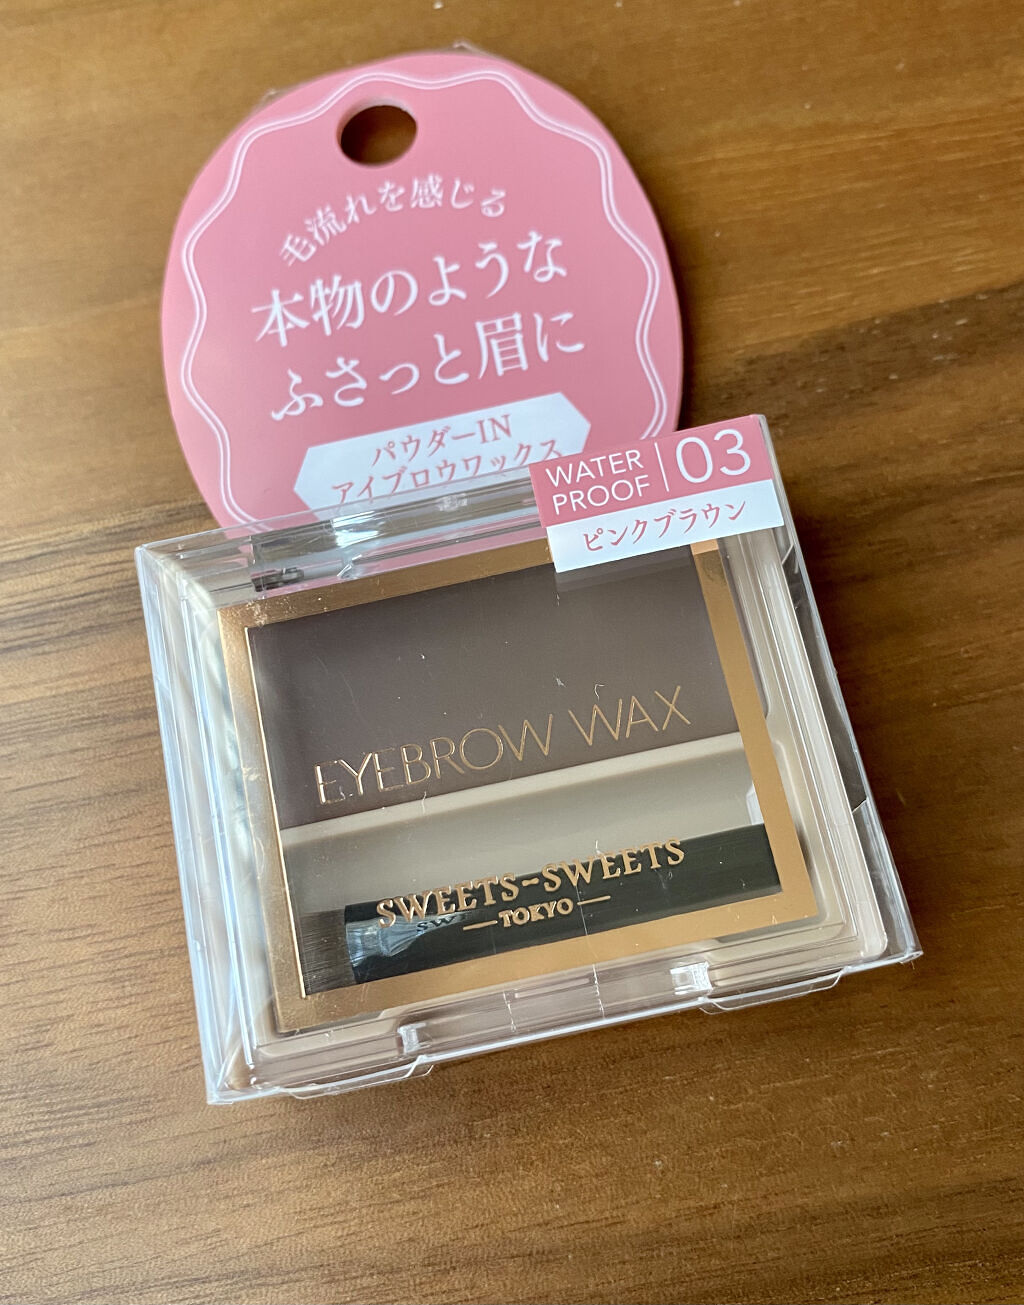 毛流れを感じる
本物のような
ふさっと眉に
パウダーIN
アイブロウワックス
WATER
PROOF
03
ピンクブラウン
EYEBROW WAX
SWEETS-SWEETS
TOKYO